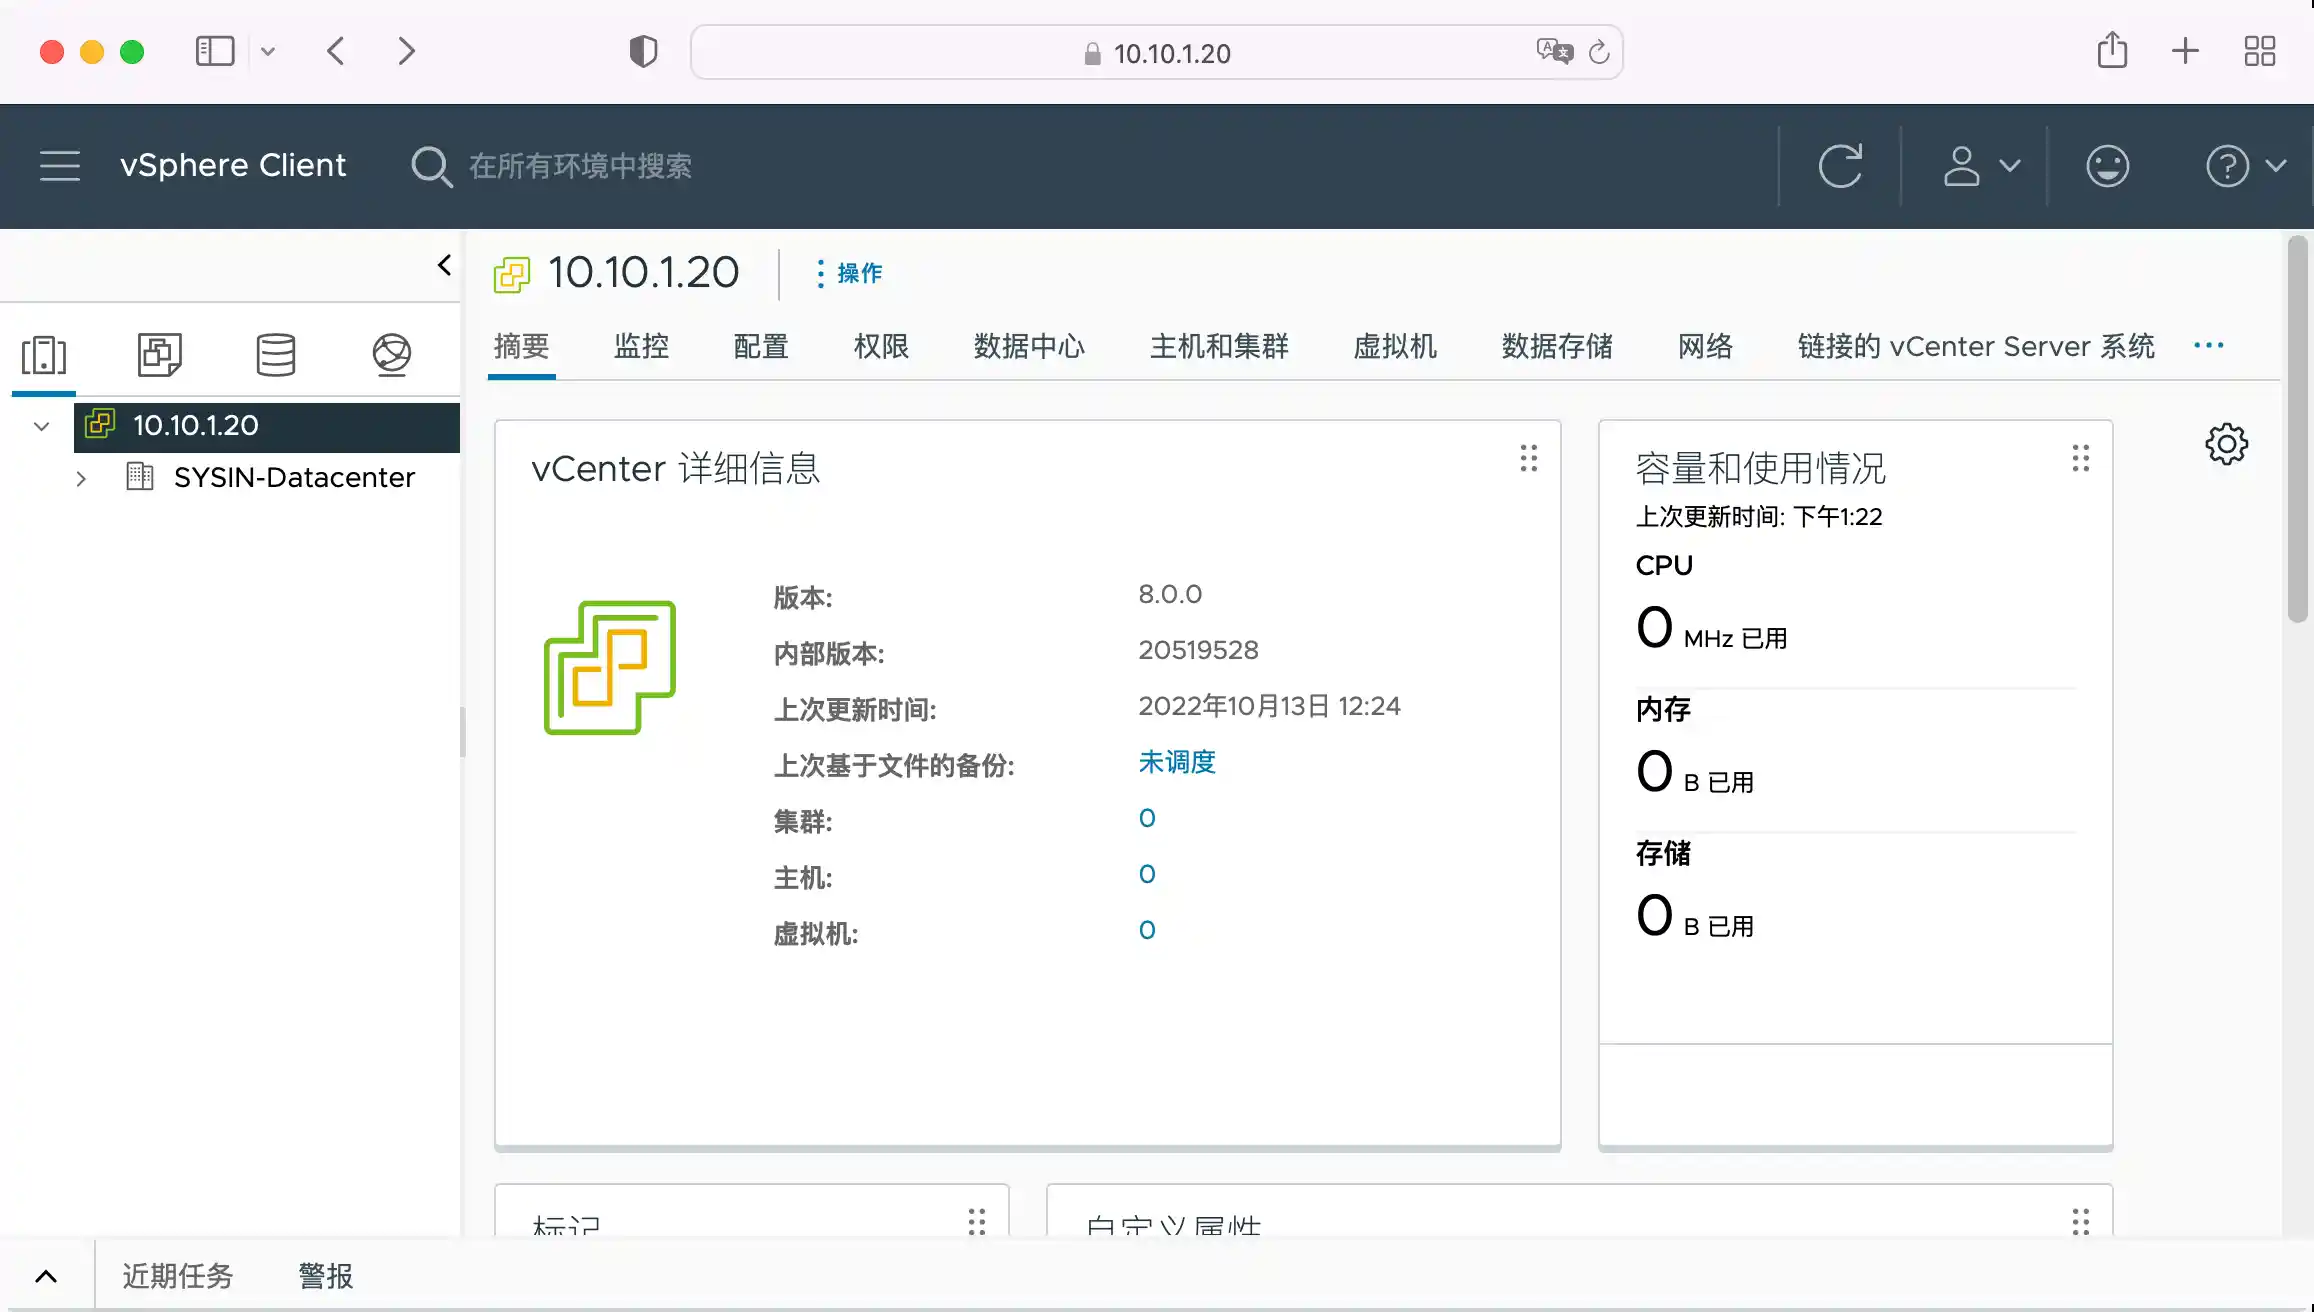 10.10.1.20
vSphere Client
在所有环境中搜索
10.10.1.20
操作
摘要 监控 配置 权限 数据中心 主机和集群 虚拟机 数据存储 网络 链接的 vCenter Server 系统
10.10.1.20
SYSIN-Datacenter
vCenter 详细信息
版本: 8.0.0
内部版本: 20519528
上次更新时间: 2022年10月13日 12:24
上次基于文件的备份: 未调度
集群: 0
主机: 0
虚拟机: 0
容量和使用情况
上次更新时间: 下午1:22
CPU
0 MHz 已用
内存
0 B 已用
存储
0 B 已用
标记
自定义属性
近期任务 警报